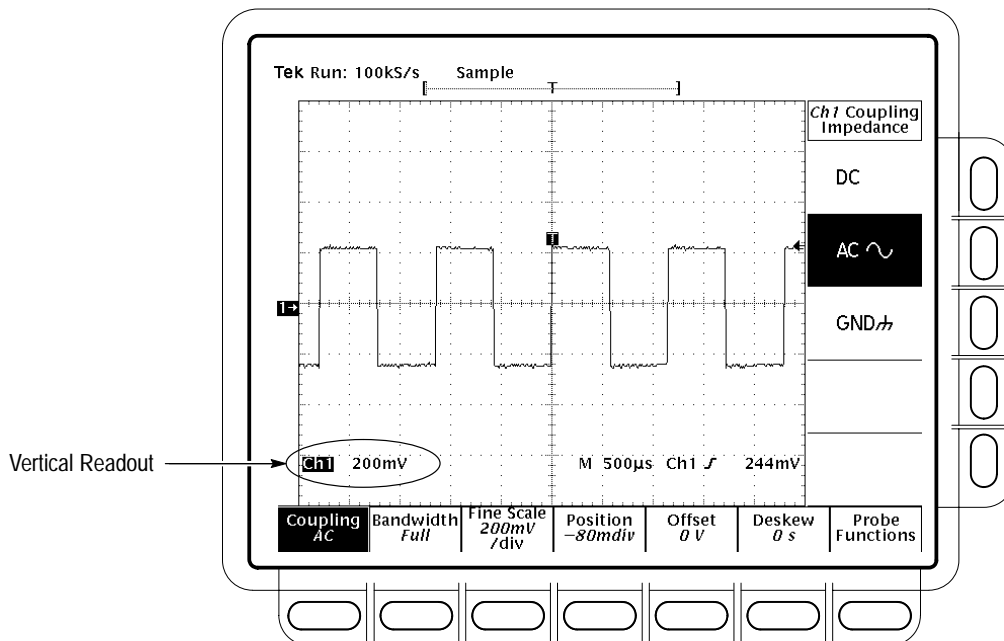 Tek Run: 100kS/s Sample
[ T ]
Ch1 Coupling
Impedance
DC
T
AC
1
GND
Vertical Readout
Ch1 200mV M 500µs Ch1 244mV
Coupling
AC
Bandwidth
Full
Fine Scale
200mV
/div
Position
−80mdiv
Offset
0 V
Deskew
0 s
Probe
Functions